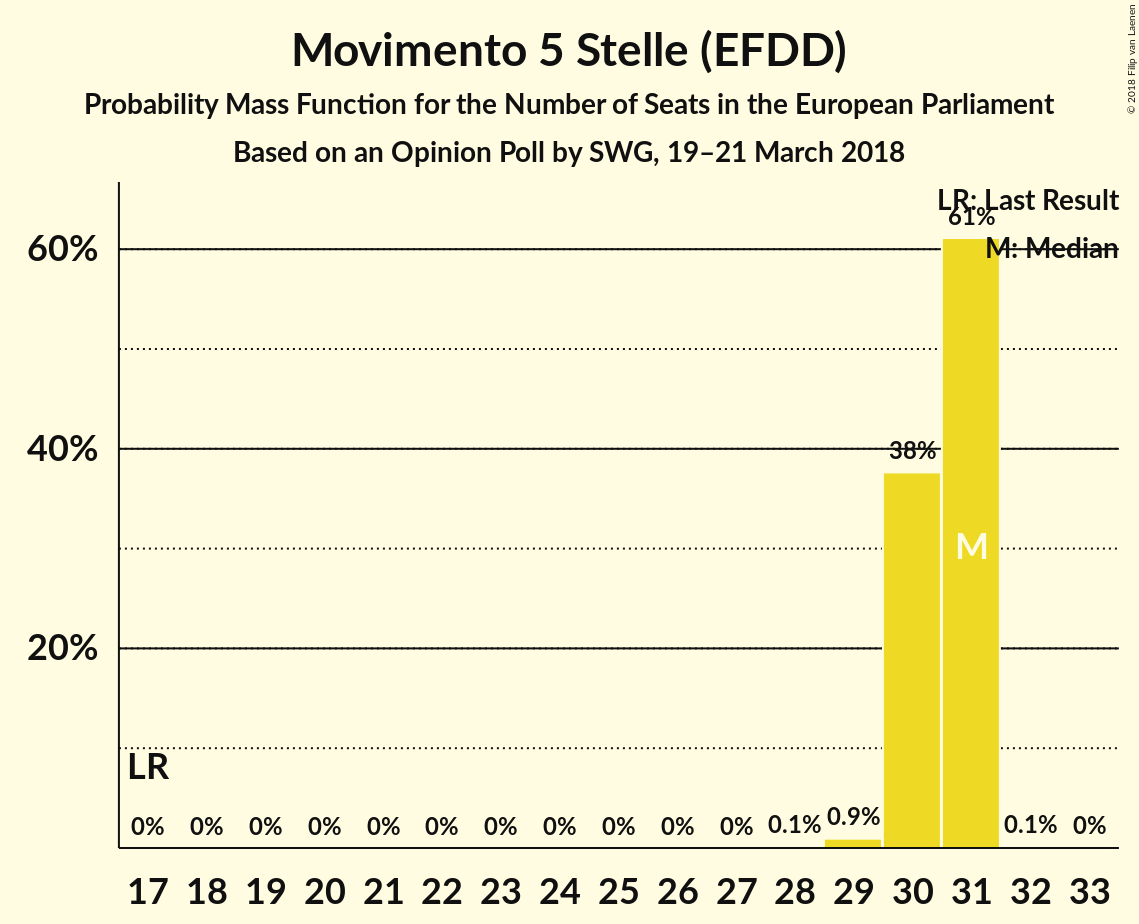 Movimento 5 Stelle (EFDD)
Probability Mass Function for the Number of Seats in the European Parliament
Based on an Opinion Poll by SWG, 19–21 March 2018
© 2018 Filip van Laenen
LR: Last Result
M: Median
60%
40%
20%
61%
38%
M
LR
0% 0% 0% 0% 0% 0% 0% 0% 0% 0% 0% 0.1% 0.9% 0.1% 0%
17 18 19 20 21 22 23 24 25 26 27 28 29 30 31 32 33